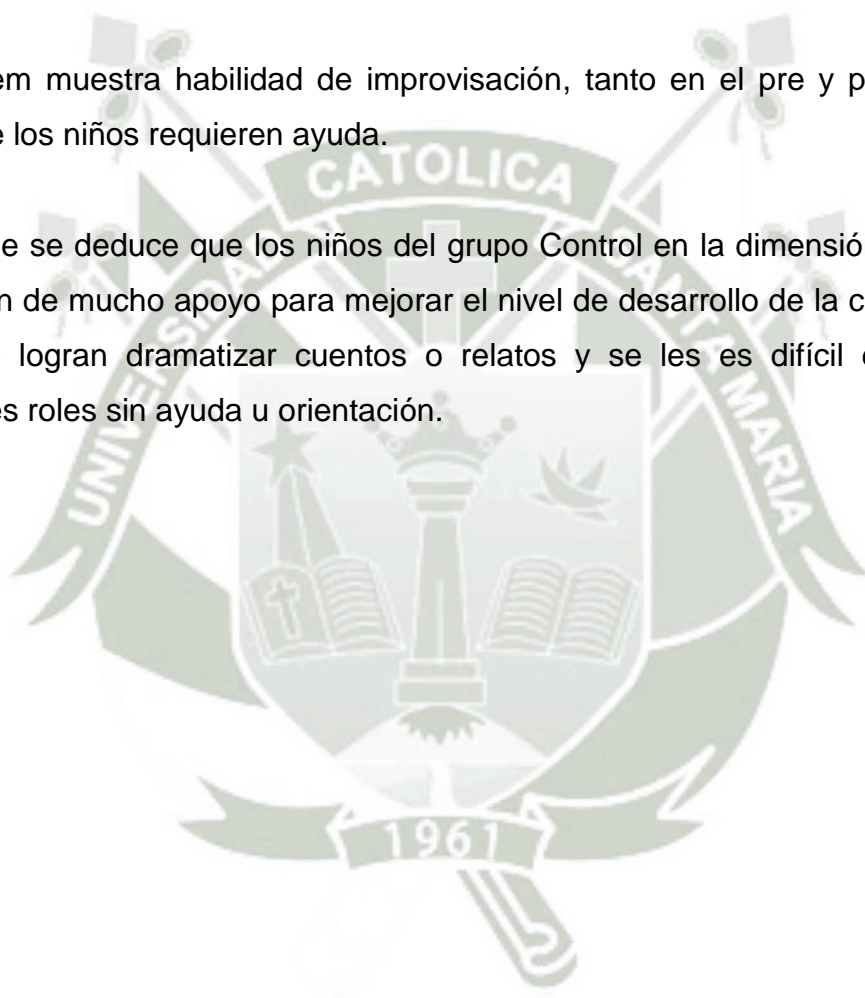 em muestra habilidad de improvisación, tanto en el pre y p
e los niños requieren ayuda.
e se deduce que los niños del grupo Control en la dimensió
n de mucho apoyo para mejorar el nivel de desarrollo de la c
logran dramatizar cuentos o relatos y se les es difícil
es roles sin ayuda u orientación.
UNIVERSIDAD CATOLICA SANTA MARIA
1961